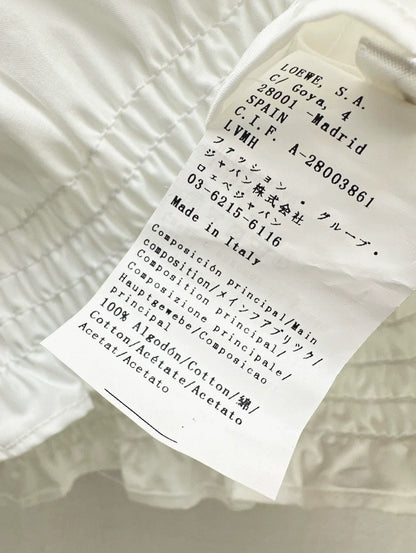 LOEWE, S.A.
C/ Goya, 4
28001 -Madrid
SPAIN
C.I.F. A-28003861
LVMH
ファッション・グループ・
ジャパン株式会社
ロエベジャパン
03-6215-6116
Made in Italy
Composición principal/Main
composition/メインファブリック/
Composition principal/
Composizione principale/
Hauptgewebe/Composicao
principal
100% Algodón/Cotton/綿/
Cotton/Acétate/Acetato
Acetat/Acetato